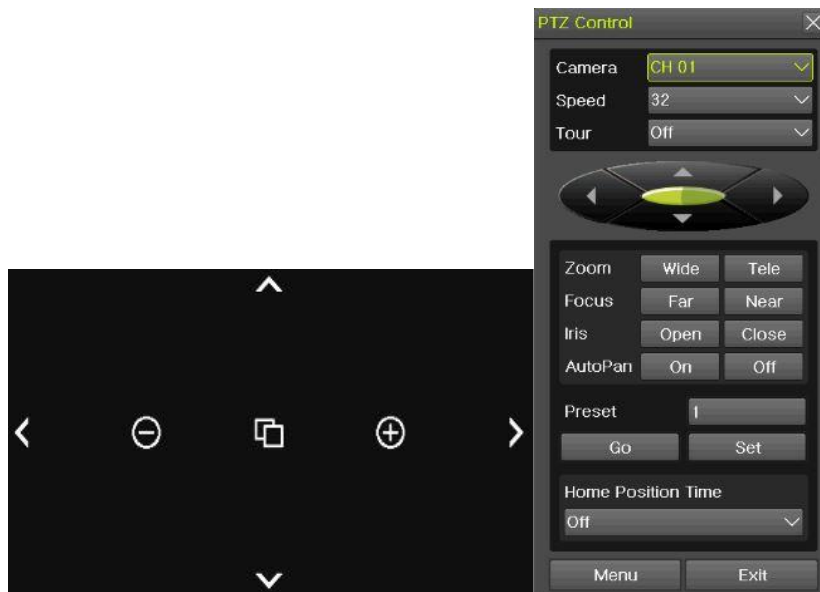 PTZ Control
Camera CH 01
Speed 32
Tour Off
Zoom Wide Tele
Focus Far Near
Iris Open Close
AutoPan On Off
Preset 1
Go Set
Home Position Time
Off
Menu Exit